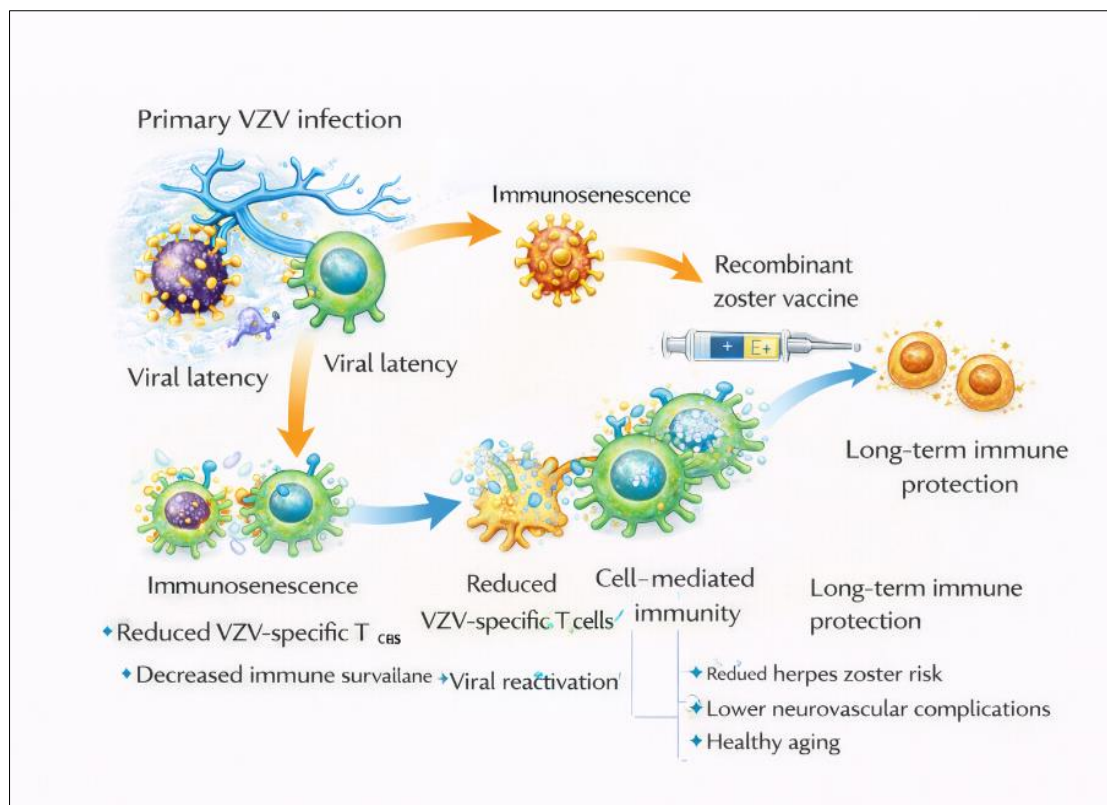 Primary VZV infection
Immunosenescence
Recombinant
zoster vaccine
+ E+
Viral latency
Viral latency
Long-term immune
protection
Immunosenescence
Reduced
VZV-specific T cells
Cell-mediated
immunity
Long-term immune
protection
Reduced VZV-specific T CBS
Decreased immune survailane
Viral reactivation
Redued herpes zoster risk
Lower neurovascular complications
Healthy aging